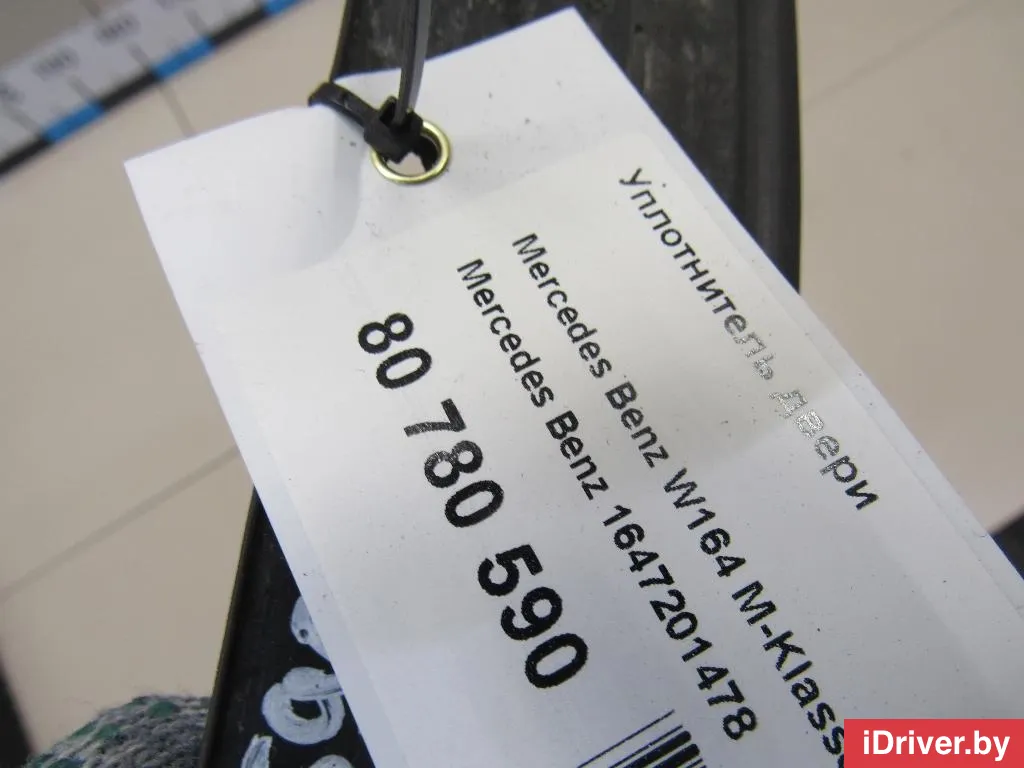 Уплотнитель двери
Mercedes Benz W164 M-Klass
Mercedes Benz 1647201478
80 780 590
iDriver.by